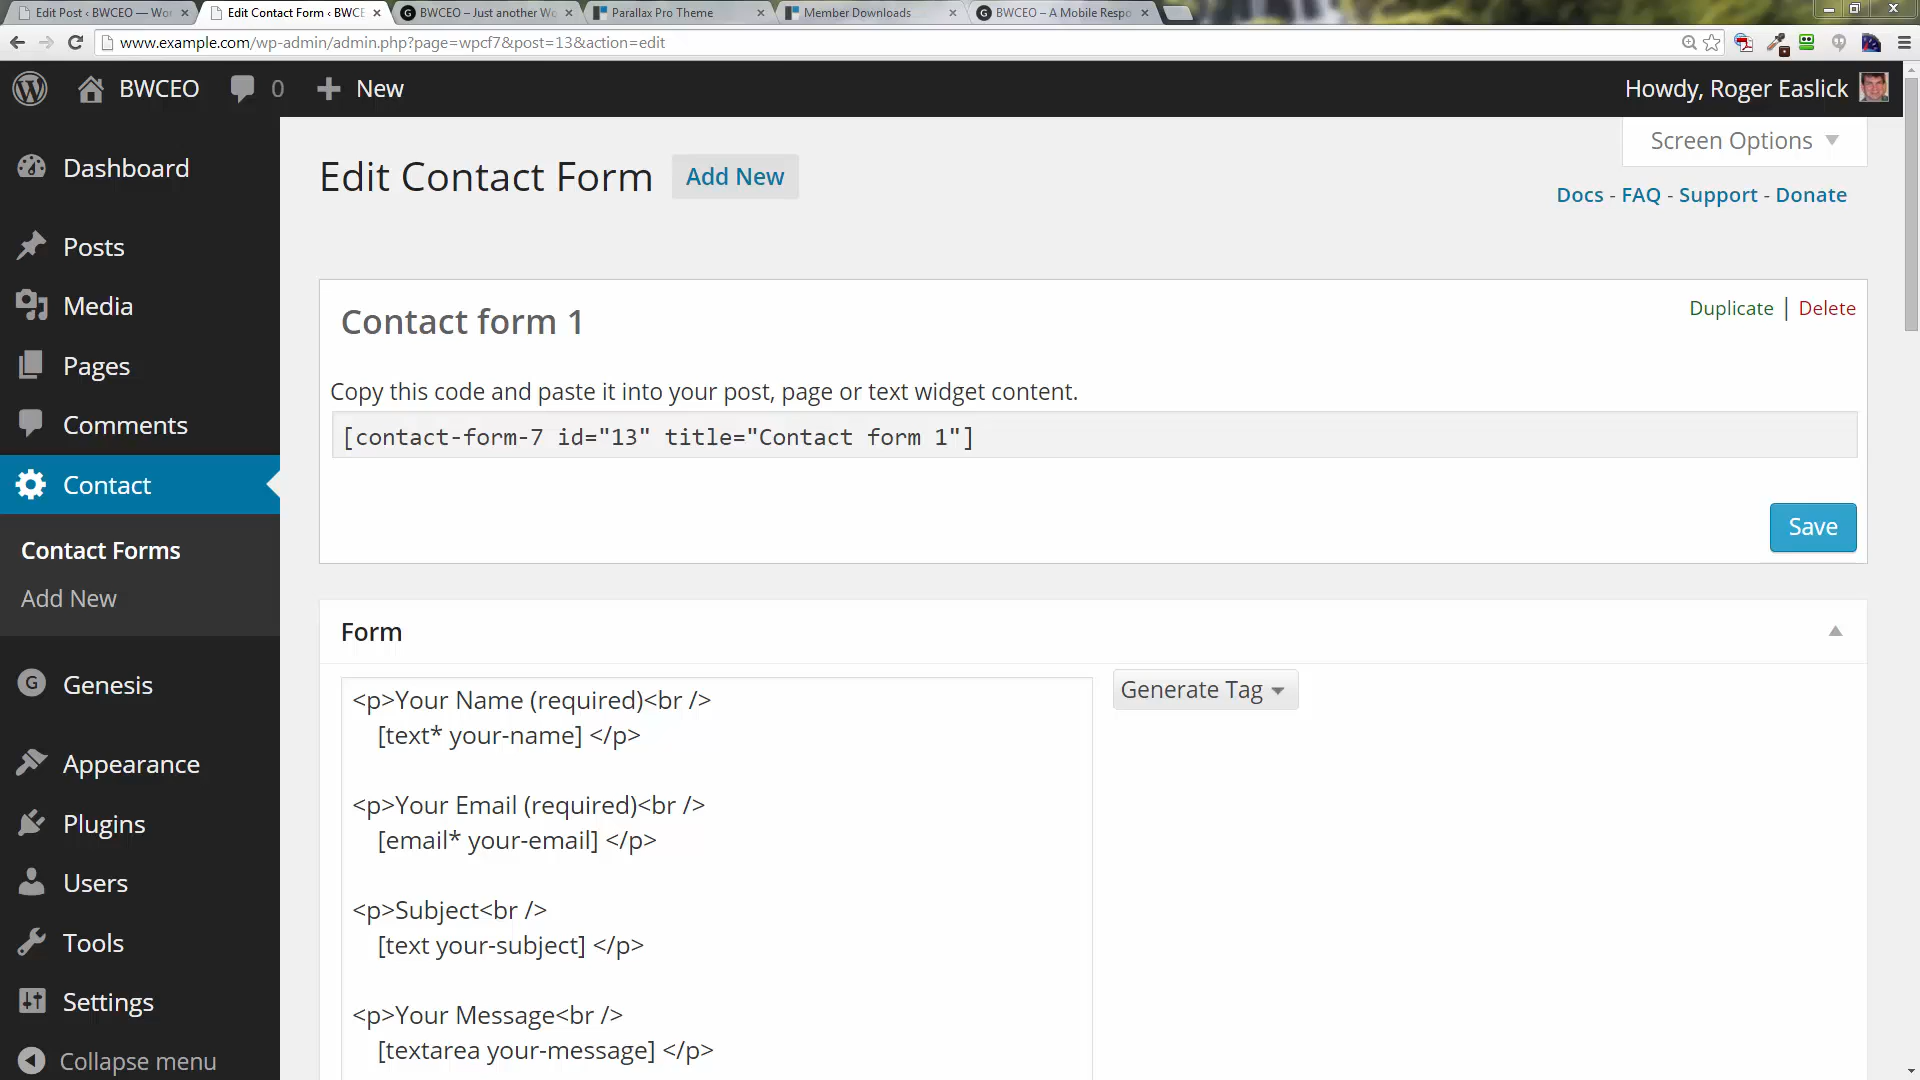 Edit Post ‹ BWCEO — Wor
Edit Contact Form ‹ BWCE
BWCEO – Just another Wo
Parallax Pro Theme
Member Downloads
BWCEO – A Mobile Respo
www.example.com/wp-admin/admin.php?page=wpcf7&post=13&action=edit
BWCEO
0
New
Howdy, Roger Easlick
Screen Options
Docs - FAQ - Support - Donate
Dashboard
Posts
Media
Pages
Comments
Contact
Contact Forms
Add New
Genesis
Appearance
Plugins
Users
Tools
Settings
Collapse menu
Edit Contact Form
Add New
Contact form 1
Duplicate | Delete
Copy this code and paste it into your post, page or text widget content.
[contact-form-7 id="13" title="Contact form 1"]
Save
Form
Generate Tag
<p>Your Name (required)<br />
[text* your-name] </p>
<p>Your Email (required)<br />
[email* your-email] </p>
<p>Subject<br />
[text your-subject] </p>
<p>Your Message<br />
[textarea your-message] </p>